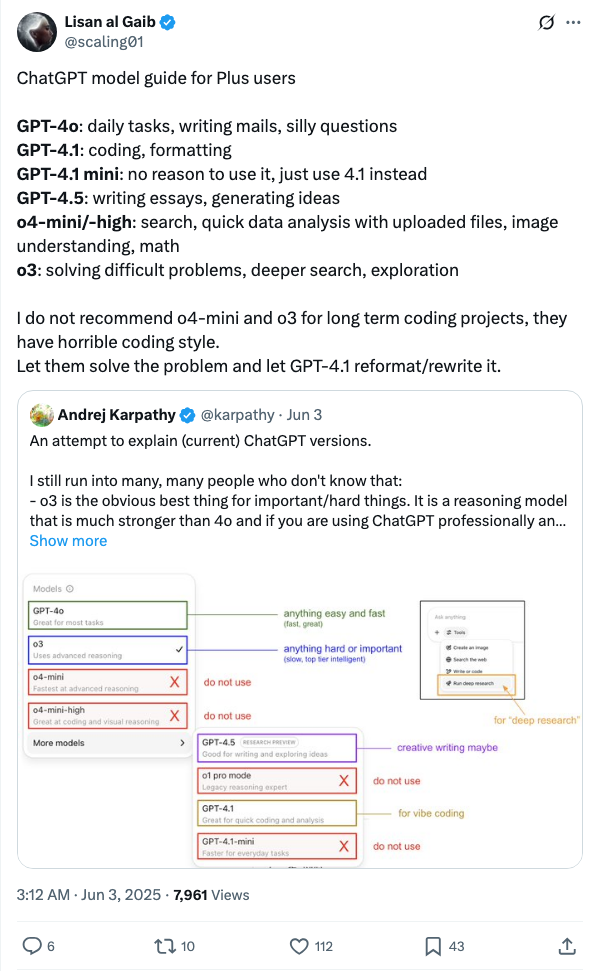 Lisan al Gaib
@scaling01
ChatGPT model guide for Plus users
GPT-4o: daily tasks, writing mails, silly questions
GPT-4.1: coding, formatting
GPT-4.1 mini: no reason to use it, just use 4.1 instead
GPT-4.5: writing essays, generating ideas
o4-mini/-high: search, quick data analysis with uploaded files, image
understanding, math
o3: solving difficult problems, deeper search, exploration
I do not recommend o4-mini and o3 for long term coding projects, they
have horrible coding style.
Let them solve the problem and let GPT-4.1 reformat/rewrite it.
Andrej Karpathy @karpathy · Jun 3
An attempt to explain (current) ChatGPT versions.
I still run into many, many people who don't know that:
- o3 is the obvious best thing for important/hard things. It is a reasoning model
that is much stronger than 4o and if you are using ChatGPT professionally an...
Show more
Models
GPT-4o
Great for most tasks
anything easy and fast
(fast, great)
o3
Uses advanced reasoning
anything hard or important
(slow, top tier intelligent)
o4-mini
Fastest at advanced reasoning
X
do not use
o4-mini-high
Great at coding and visual reasoning
X
do not use
More models
Ask anything
+ Tools
Create an image
Search the web
Write or code
Run deep research
for "deep research"
GPT-4.5 RESEARCH PREVIEW
Good for writing and exploring ideas
creative writing maybe
o1 pro mode
Legacy reasoning expert
X
do not use
GPT-4.1
Great for quick coding and analysis
for vibe coding
GPT-4.1-mini
Faster for everyday tasks
X
do not use
3:12 AM · Jun 3, 2025 · 7,961 Views
6
10
112
43